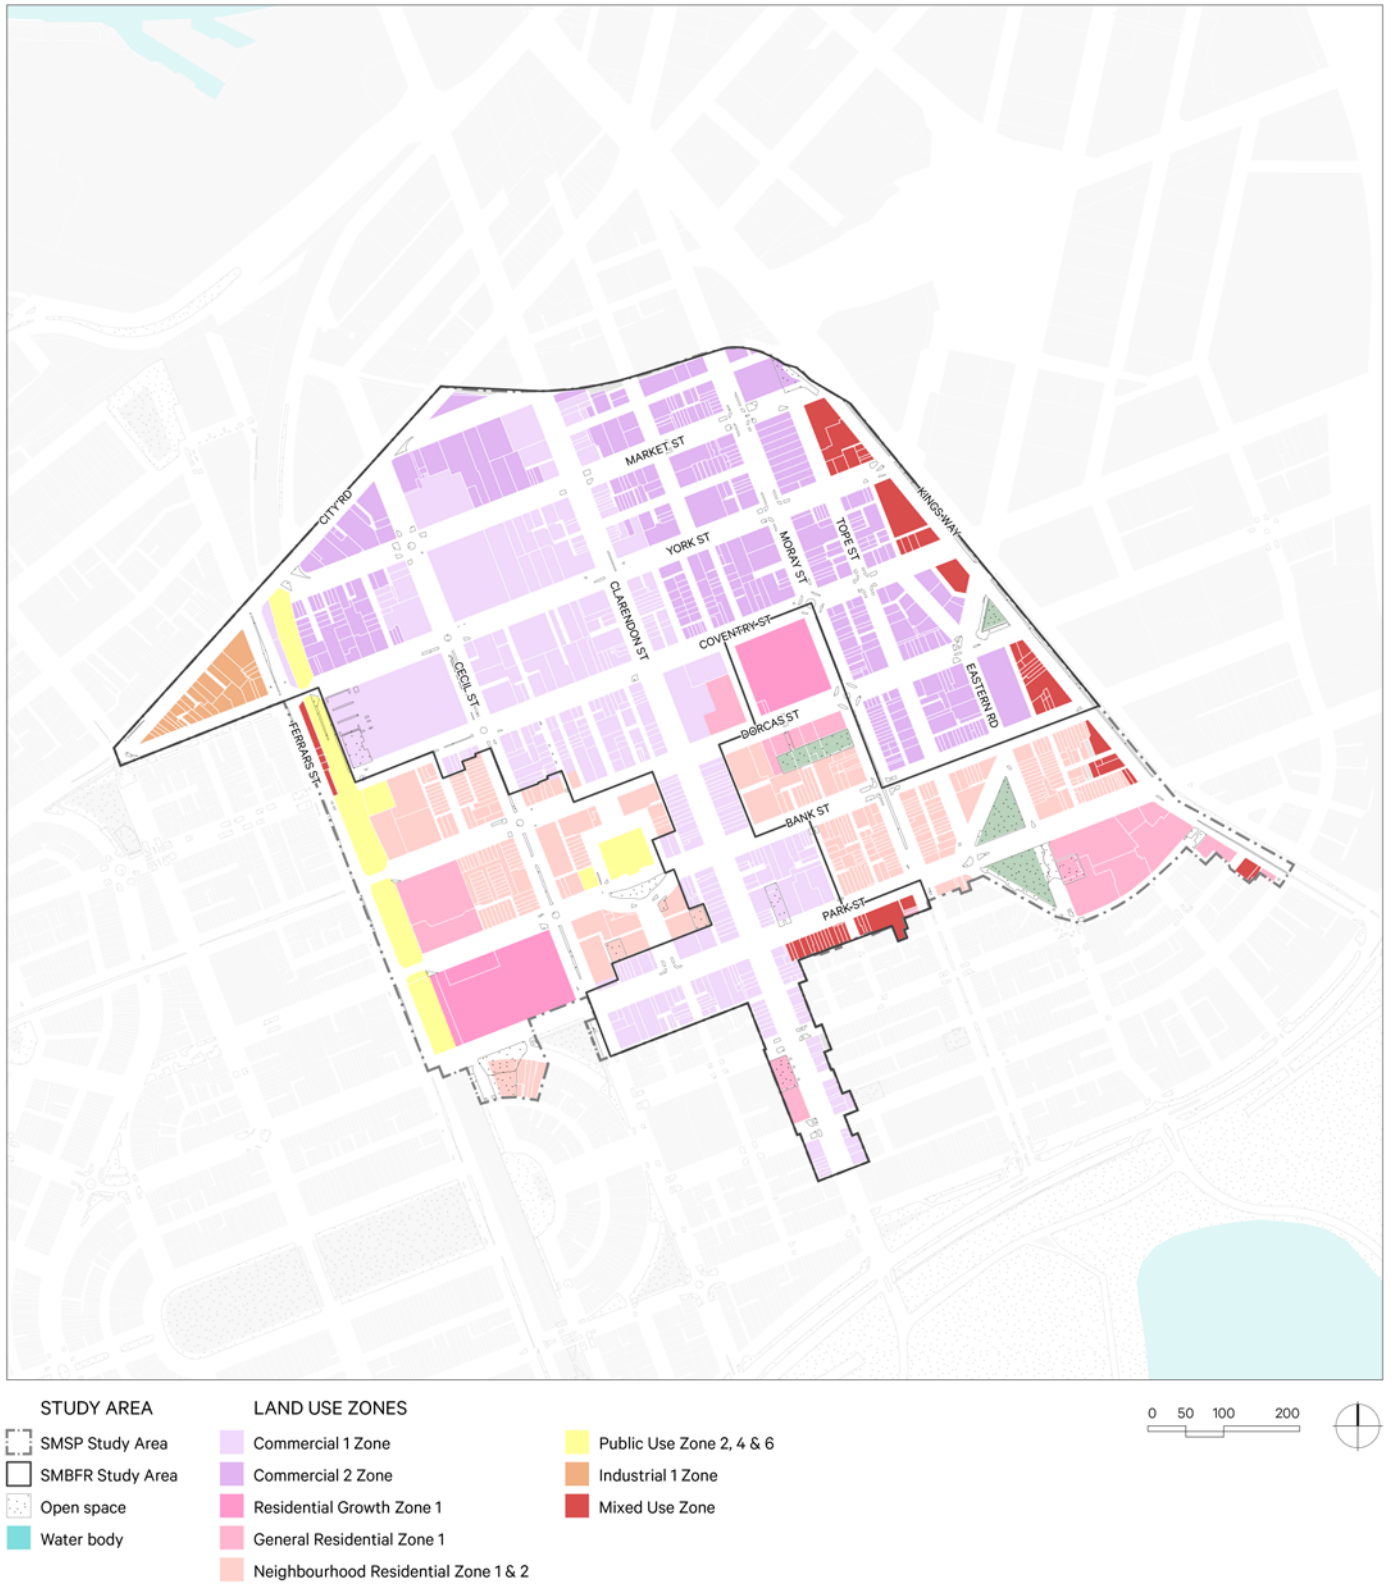 MARKET ST
CITY RD
KINGS WAY
TOPE ST
YORK ST
MORAY ST
CLARENDON ST
COVENTRY ST
CECIL ST
EASTERN RD
DORCAS ST
FERRARS ST
BANK ST
PARK ST
STUDY AREA
SMSP Study Area
SMBFR Study Area
Open space
Water body
LAND USE ZONES
Commercial 1 Zone
Commercial 2 Zone
Residential Growth Zone 1
General Residential Zone 1
Neighbourhood Residential Zone 1 & 2
Public Use Zone 2, 4 & 6
Industrial 1 Zone
Mixed Use Zone
0 50 100 200